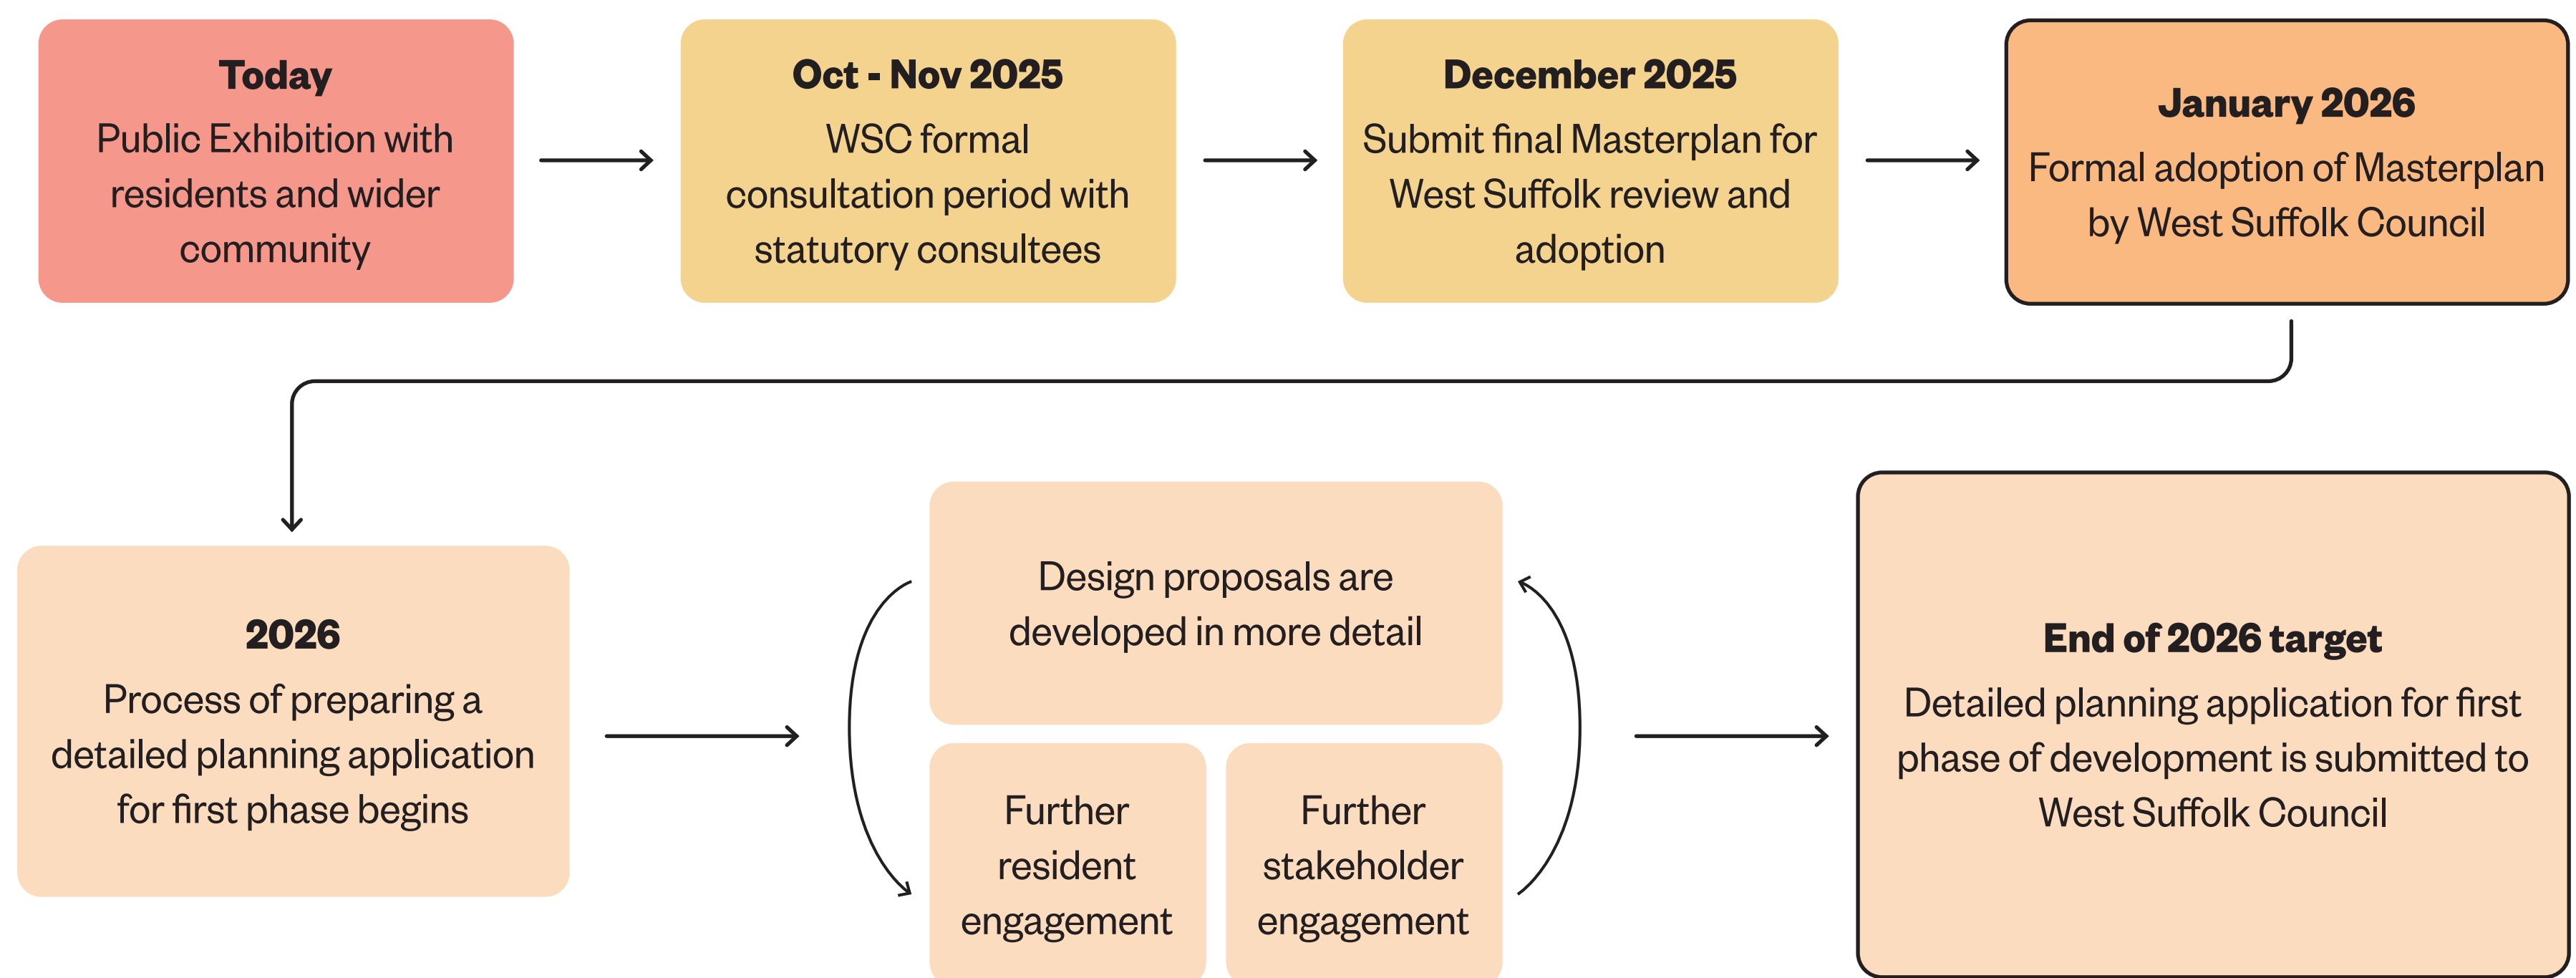 Today
Public Exhibition with
residents and wider
community
Oct - Nov 2025
WSC formal
consultation period with
statutory consultees
December 2025
Submit final Masterplan for
West Suffolk review and
adoption
January 2026
Formal adoption of Masterplan
by West Suffolk Council
2026
Process of preparing a
detailed planning application
for first phase begins
Design proposals are
developed in more detail
Further
resident
engagement
Further
stakeholder
engagement
End of 2026 target
Detailed planning application for first
phase of development is submitted to
West Suffolk Council